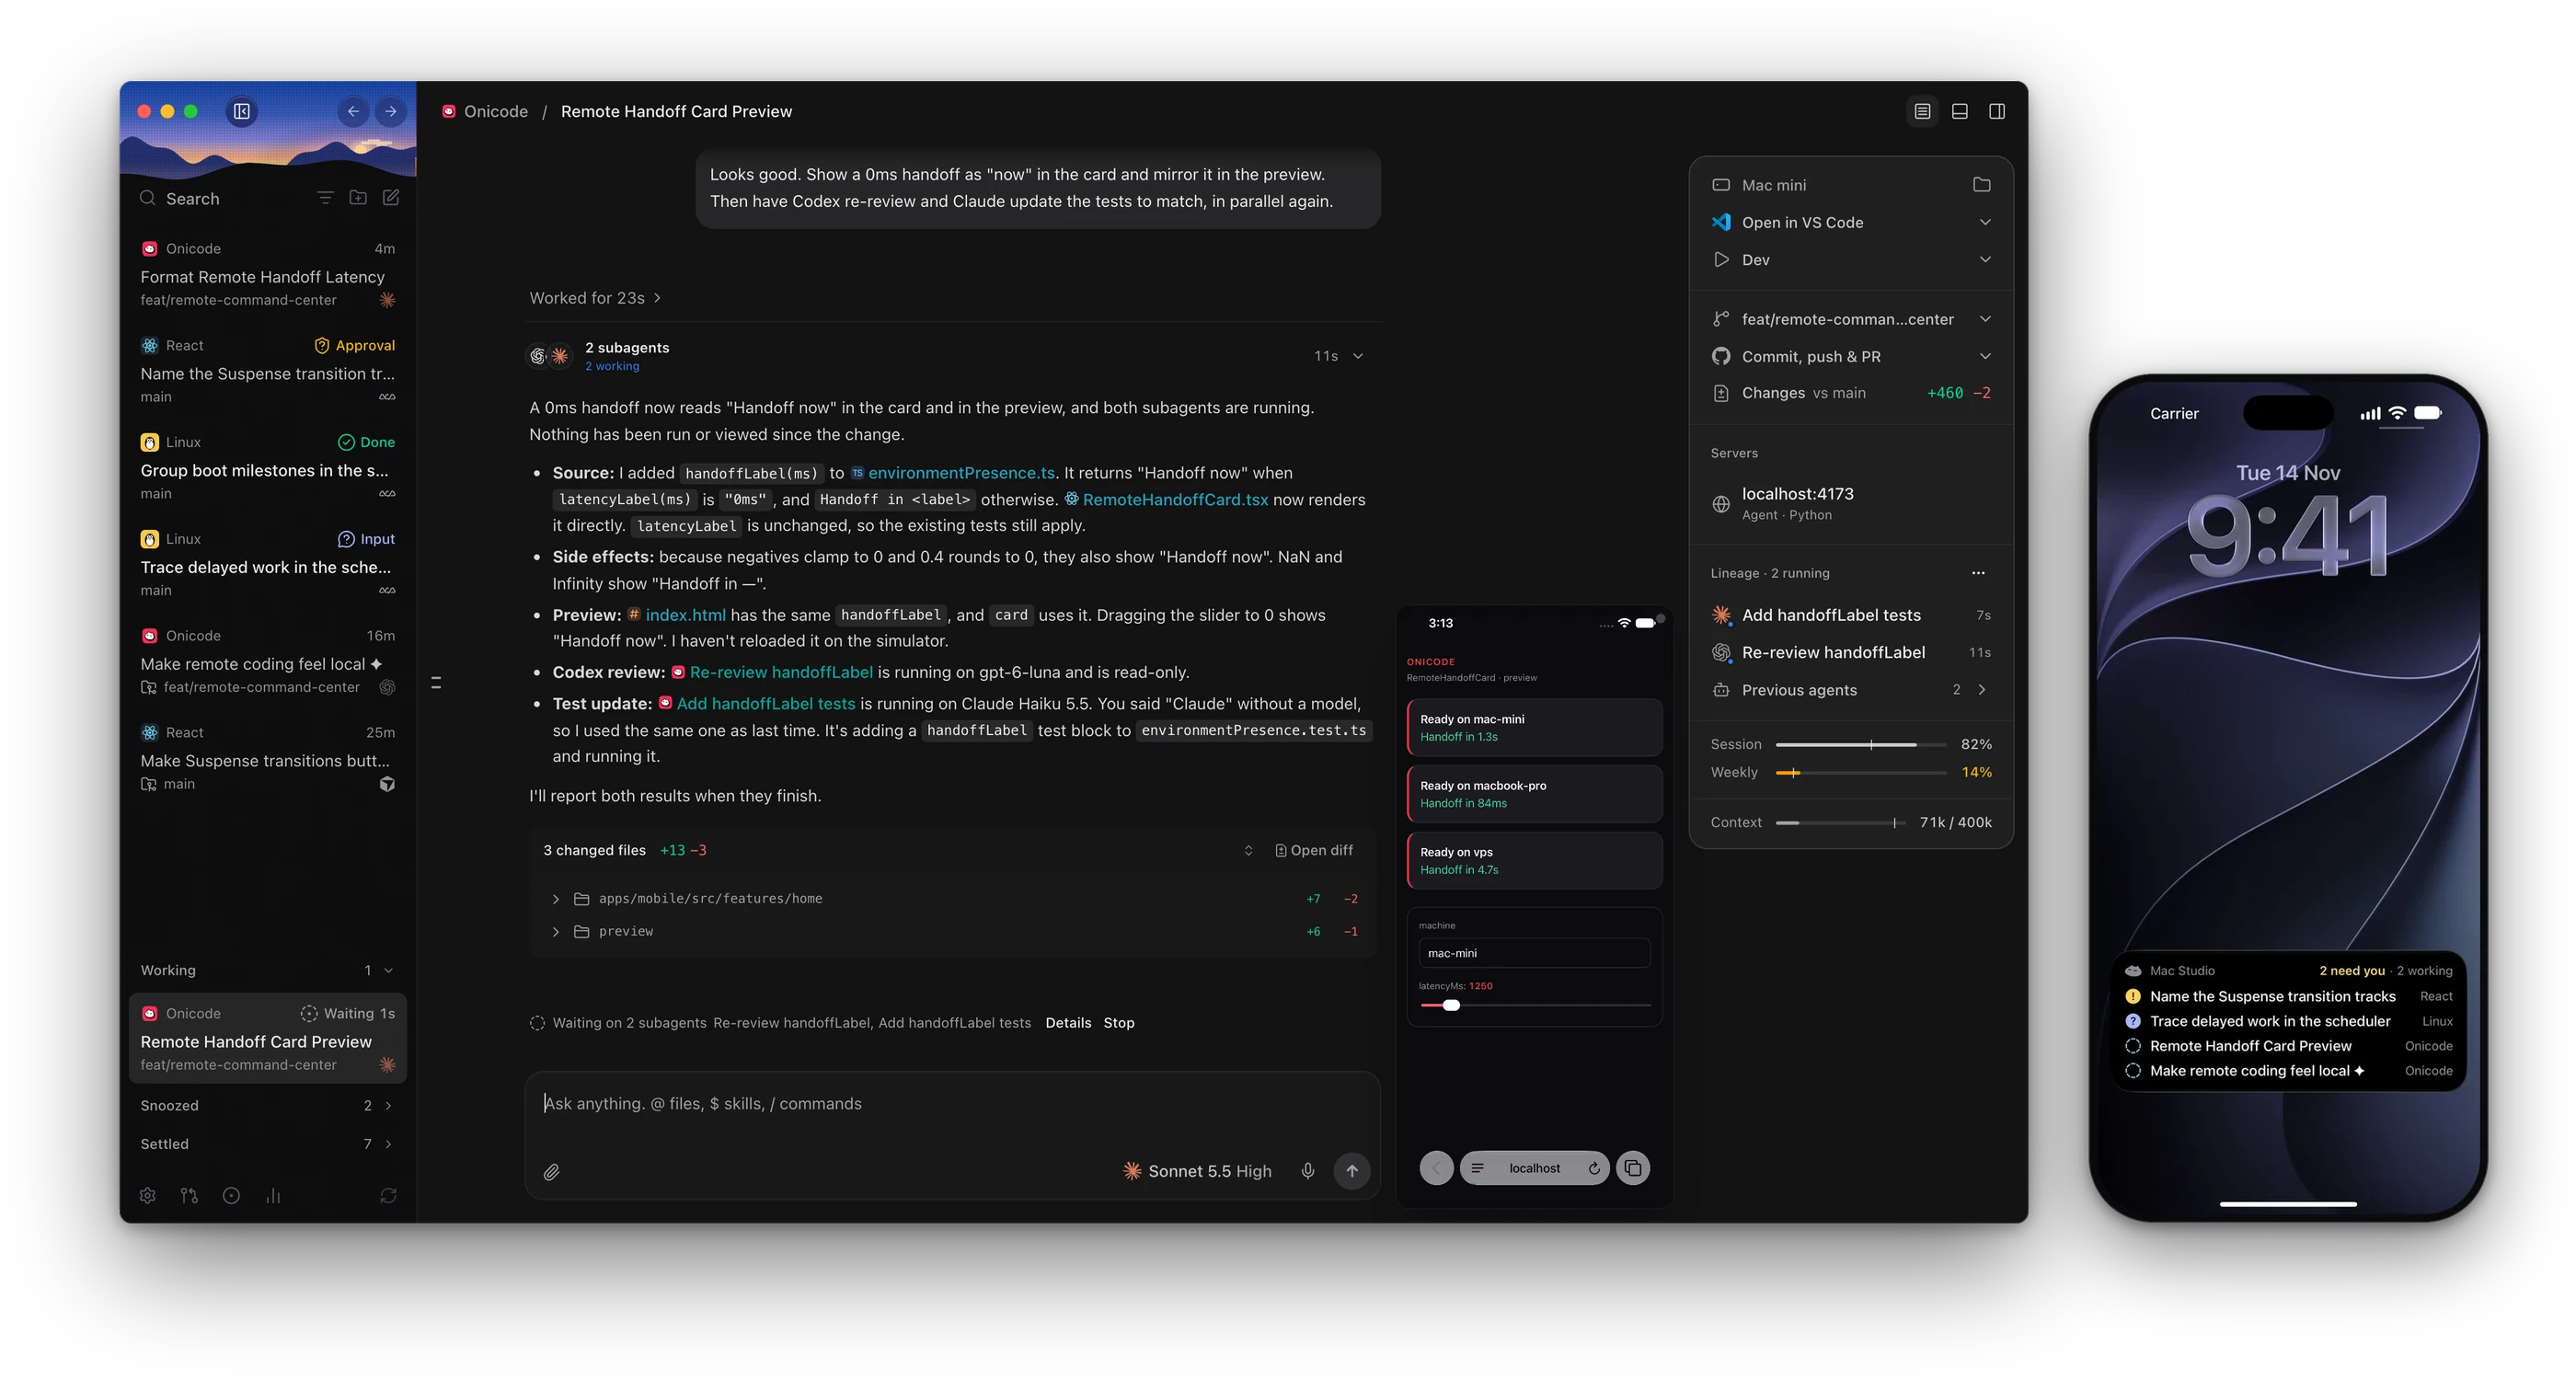 Search
Onicode 4m
Format Remote Handoff Latency
feat/remote-command-center
React Approval
Name the Suspense transition tr...
main
Linux Done
Group boot milestones in the s...
main
Linux Input
Trace delayed work in the sche...
main
Onicode 16m
Make remote coding feel local ✦
feat/remote-command-center
React 25m
Make Suspense transitions butt...
main
Working 1
Onicode Waiting 1s
Remote Handoff Card Preview
feat/remote-command-center
Snoozed 2
Settled 7
Onicode / Remote Handoff Card Preview
Looks good. Show a 0ms handoff as "now" in the card and mirror it in the preview.
Then have Codex re-review and Claude update the tests to match, in parallel again.
Worked for 23s
2 subagents
2 working
11s
A 0ms handoff now reads "Handoff now" in the card and in the preview, and both subagents are running.
Nothing has been run or viewed since the change.
• Source: I added handoffLabel(ms) to TS environmentPresence.ts. It returns "Handoff now" when
latencyLabel(ms) is "0ms", and Handoff in <label> otherwise. RemoteHandoffCard.tsx now renders
it directly. latencyLabel is unchanged, so the existing tests still apply.
• Side effects: because negatives clamp to 0 and 0.4 rounds to 0, they also show "Handoff now". NaN and
Infinity show "Handoff in —".
• Preview: # index.html has the same handoffLabel, and card uses it. Dragging the slider to 0 shows
"Handoff now". I haven't reloaded it on the simulator.
• Codex review: Re-review handoffLabel is running on gpt-6-luna and is read-only.
• Test update: Add handoffLabel tests is running on Claude Haiku 5.5. You said "Claude" without a model,
so I used the same one as last time. It's adding a handoffLabel test block to environmentPresence.test.ts
and running it.
I'll report both results when they finish.
3 changed files +13 −3 Open diff
apps/mobile/src/features/home +7 −2
preview +6 −1
Waiting on 2 subagents Re-review handoffLabel, Add handoffLabel tests Details Stop
Ask anything. @ files, $ skills, / commands
Sonnet 5.5 High
3:13
ONICODE
RemoteHandoffCard · preview
Ready on mac-mini
Handoff in 1.3s
Ready on macbook-pro
Handoff in 84ms
Ready on vps
Handoff in 4.7s
machine
mac-mini
latencyMs: 1250
localhost
Mac mini
Open in VS Code
Dev
feat/remote-comman...center
Commit, push & PR
Changes vs main +460 −2
Servers
localhost:4173
Agent · Python
Lineage · 2 running
Add handoffLabel tests 7s
Re-review handoffLabel 11s
Previous agents 2
Session 82%
Weekly 14%
Context 71k / 400k
Carrier
Tue 14 Nov
9:41
Mac Studio 2 need you · 2 working
Name the Suspense transition tracks React
Trace delayed work in the scheduler Linux
Remote Handoff Card Preview Onicode
Make remote coding feel local ✦ Onicode